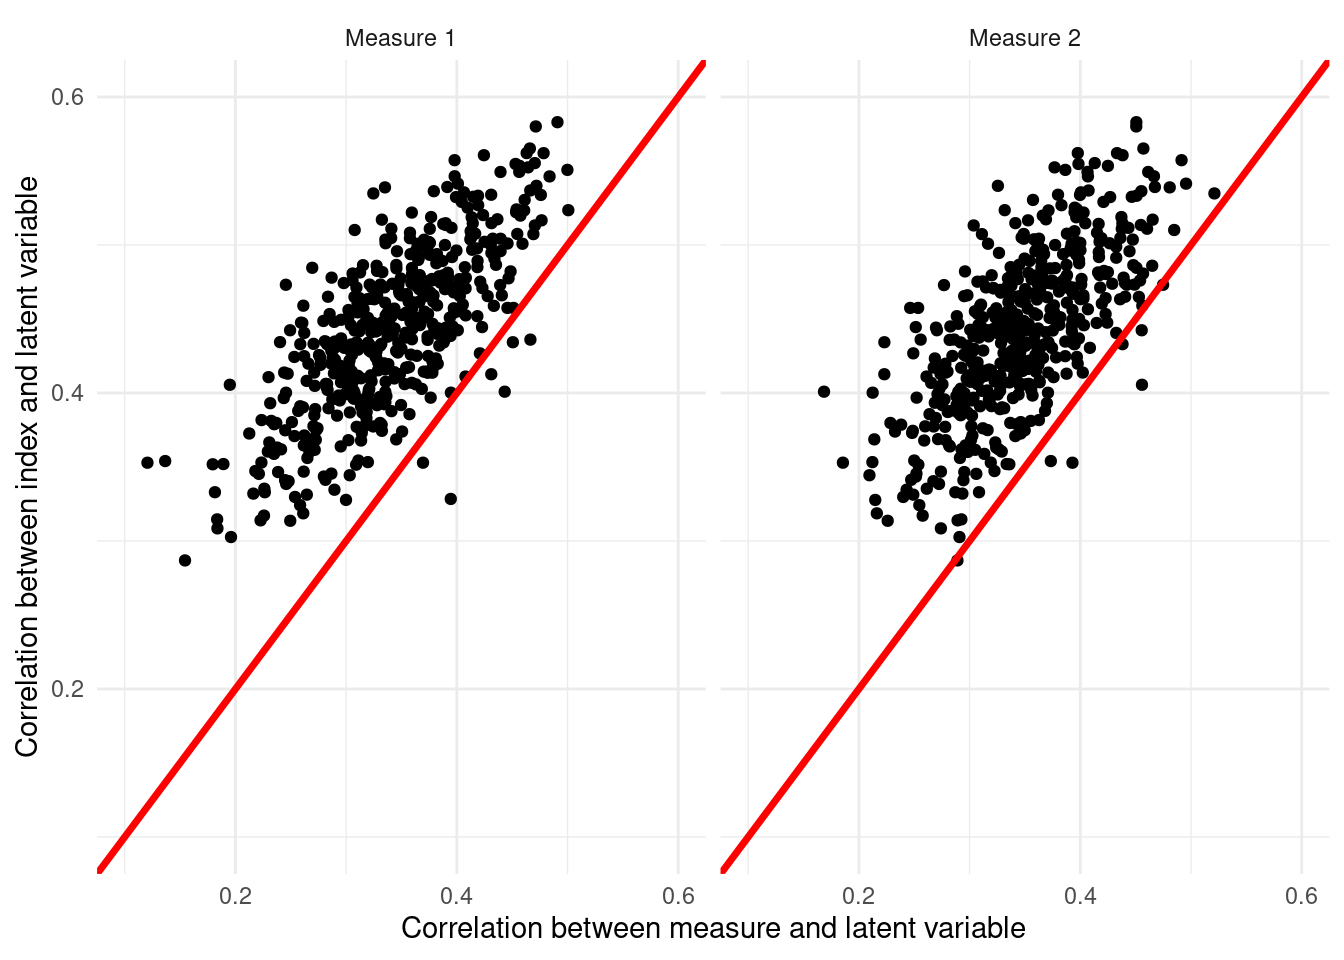 Measure 1
Measure 2
Correlation between index and latent variable
0.6
0.4
0.2
0.2
0.4
0.6
0.2
0.4
0.6
Correlation between measure and latent variable